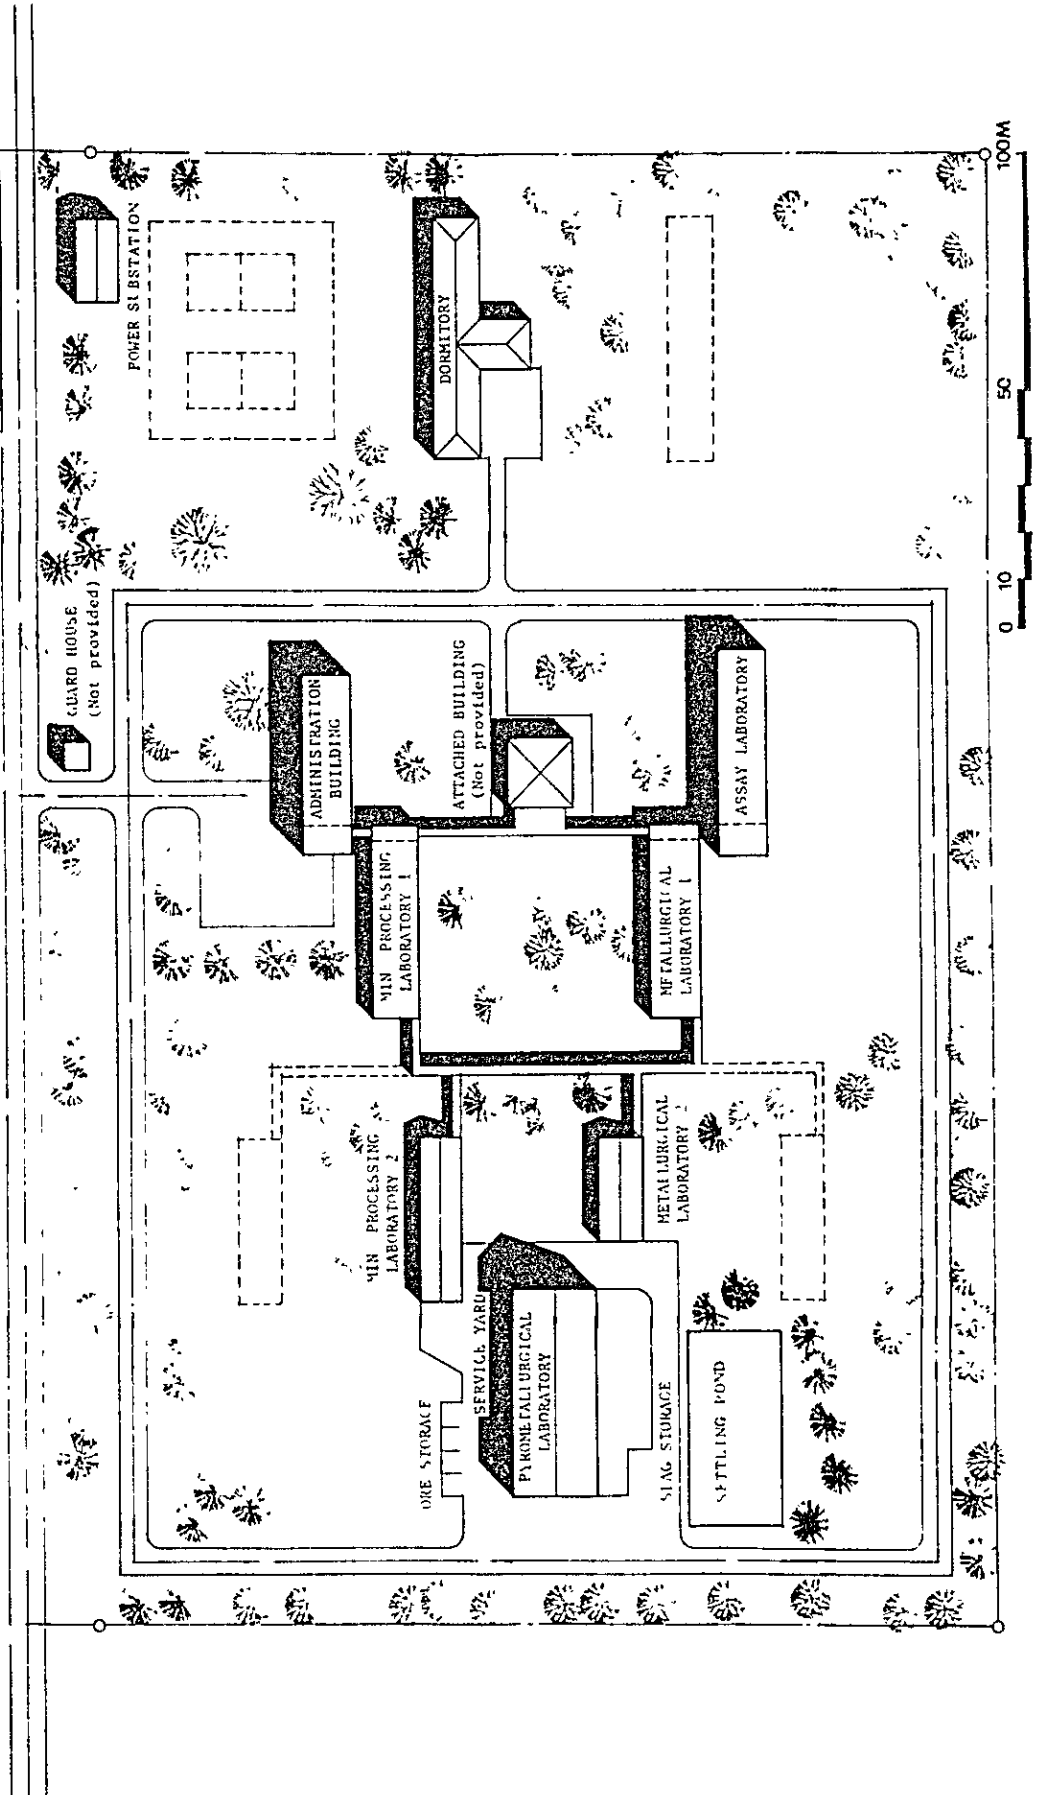 POWER SUBSTATION
DORMITORY
GUARD HOUSE
(Not provided)
ADMINISTRATION
BUILDING
ATTACHED BUILDING
(Not provided)
ASSAY LABORATORY
MIN PROCESSING
LABORATORY 1
METALLURGICAL
LABORATORY 1
MIN PROCESSING
LABORATORY 2
METALLURGICAL
LABORATORY 2
SERVICE YARD
PYROMETALLURGICAL
LABORATORY
ORE STORAGE
SLAG STORAGE
SETTLING POND
0 10 50 100M